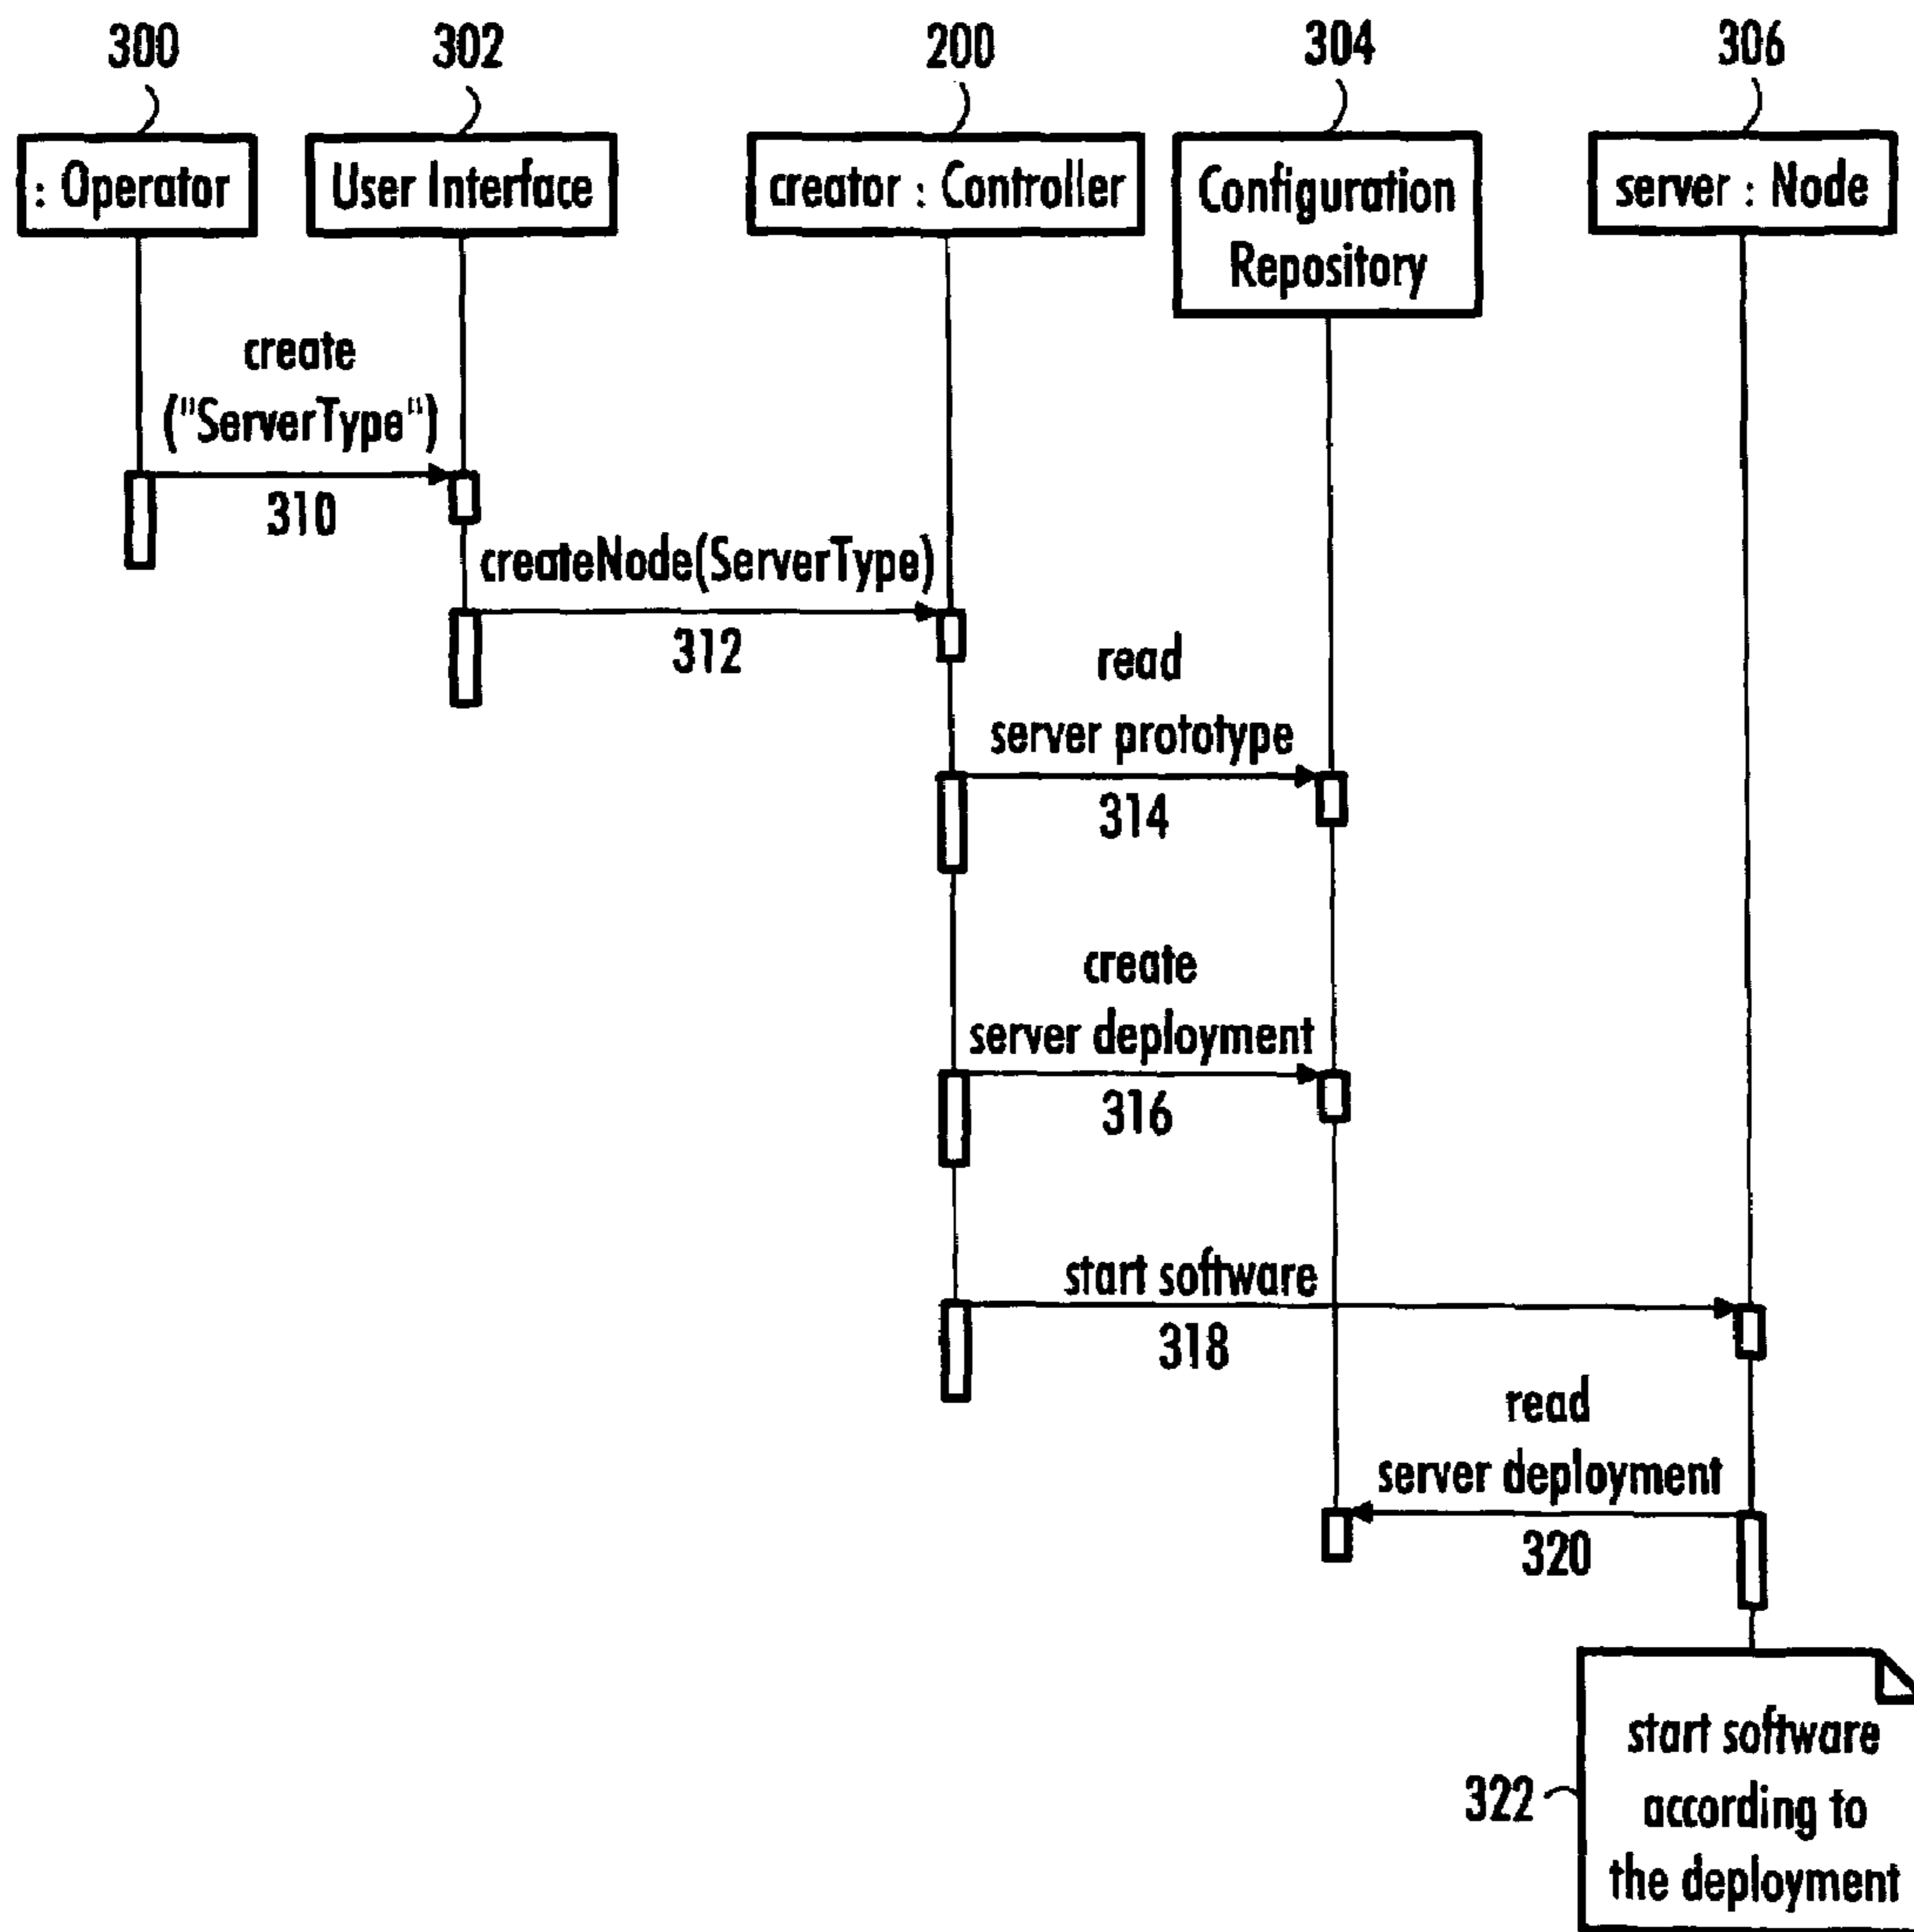 300
302
200
304
306
: Operator
User Interface
creator : Controller
Configuration
Repository
server : Node
create
("ServerType")
310
createNode(ServerType)
312
read
server prototype
314
create
server deployment
316
start software
318
read
server deployment
320
start software
according to
the deployment
322